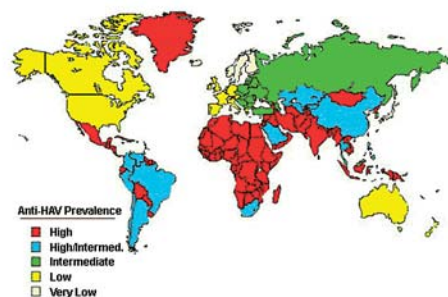 Anti-HAV Prevalence
High
High/Intermed.
Intermediate
Low
Very Low